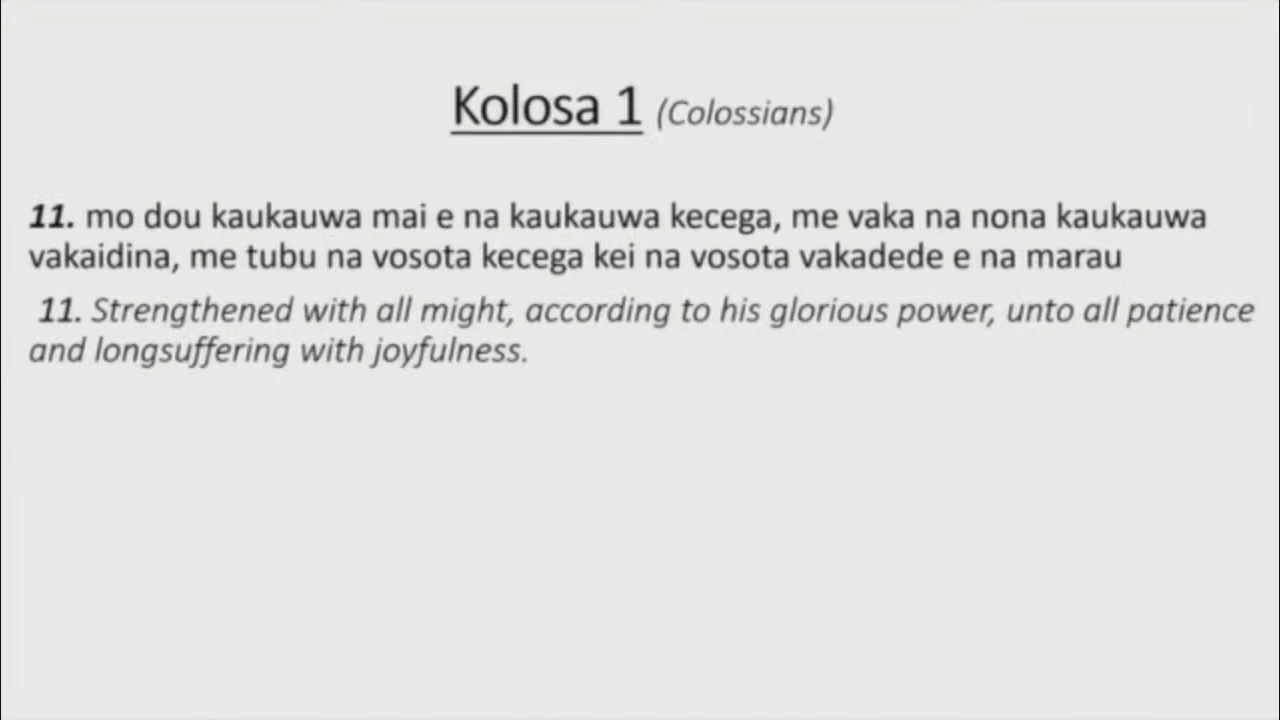 Kolosa 1 (Colossians)
11. mo dou kaukauwa mai e na kaukauwa kecega, me vaka na nona kaukauwa
vakaidina, me tubu na vosota kecega kei na vosota vakadede e na marau
11. Strengthened with all might, according to his glorious power, unto all patience
and longsuffering with joyfulness.